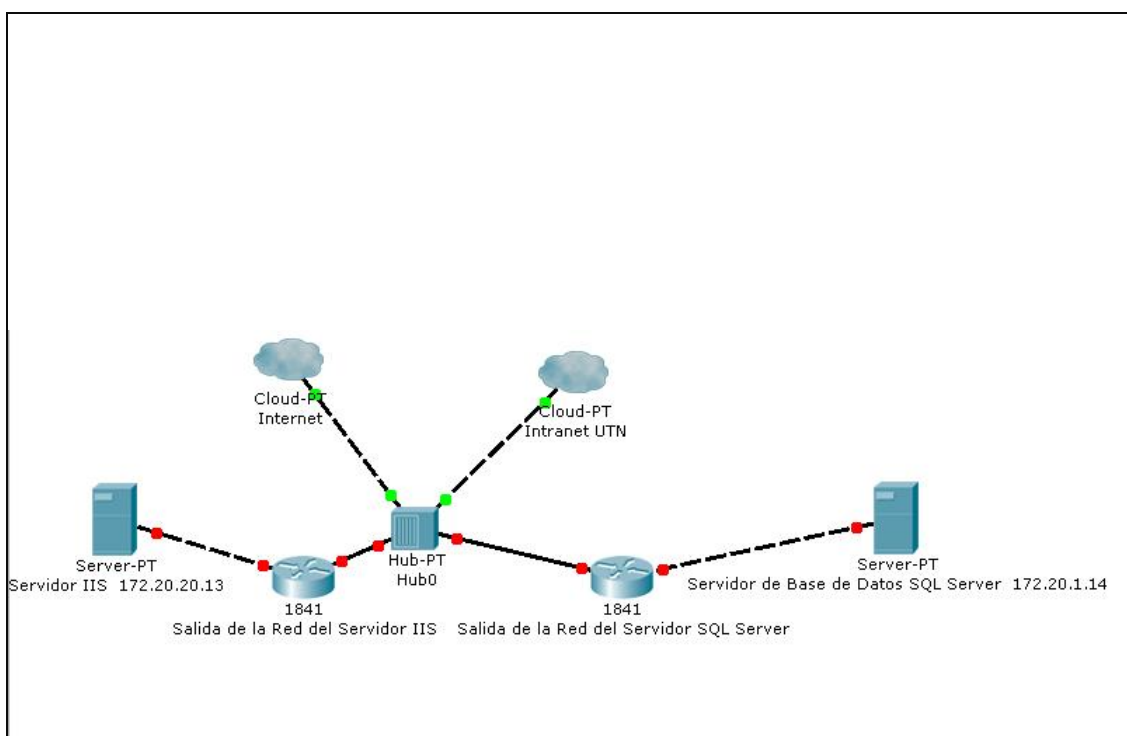 Cloud-PT
Internet
Cloud-PT
Intranet UTN
Server-PT
Servidor IIS 172.20.20.13
Hub-PT
Hub0
Server-PT
Servidor de Base de Datos SQL Server 172.20.1.14
1841
Salida de la Red del Servidor IIS
1841
Salida de la Red del Servidor SQL Server